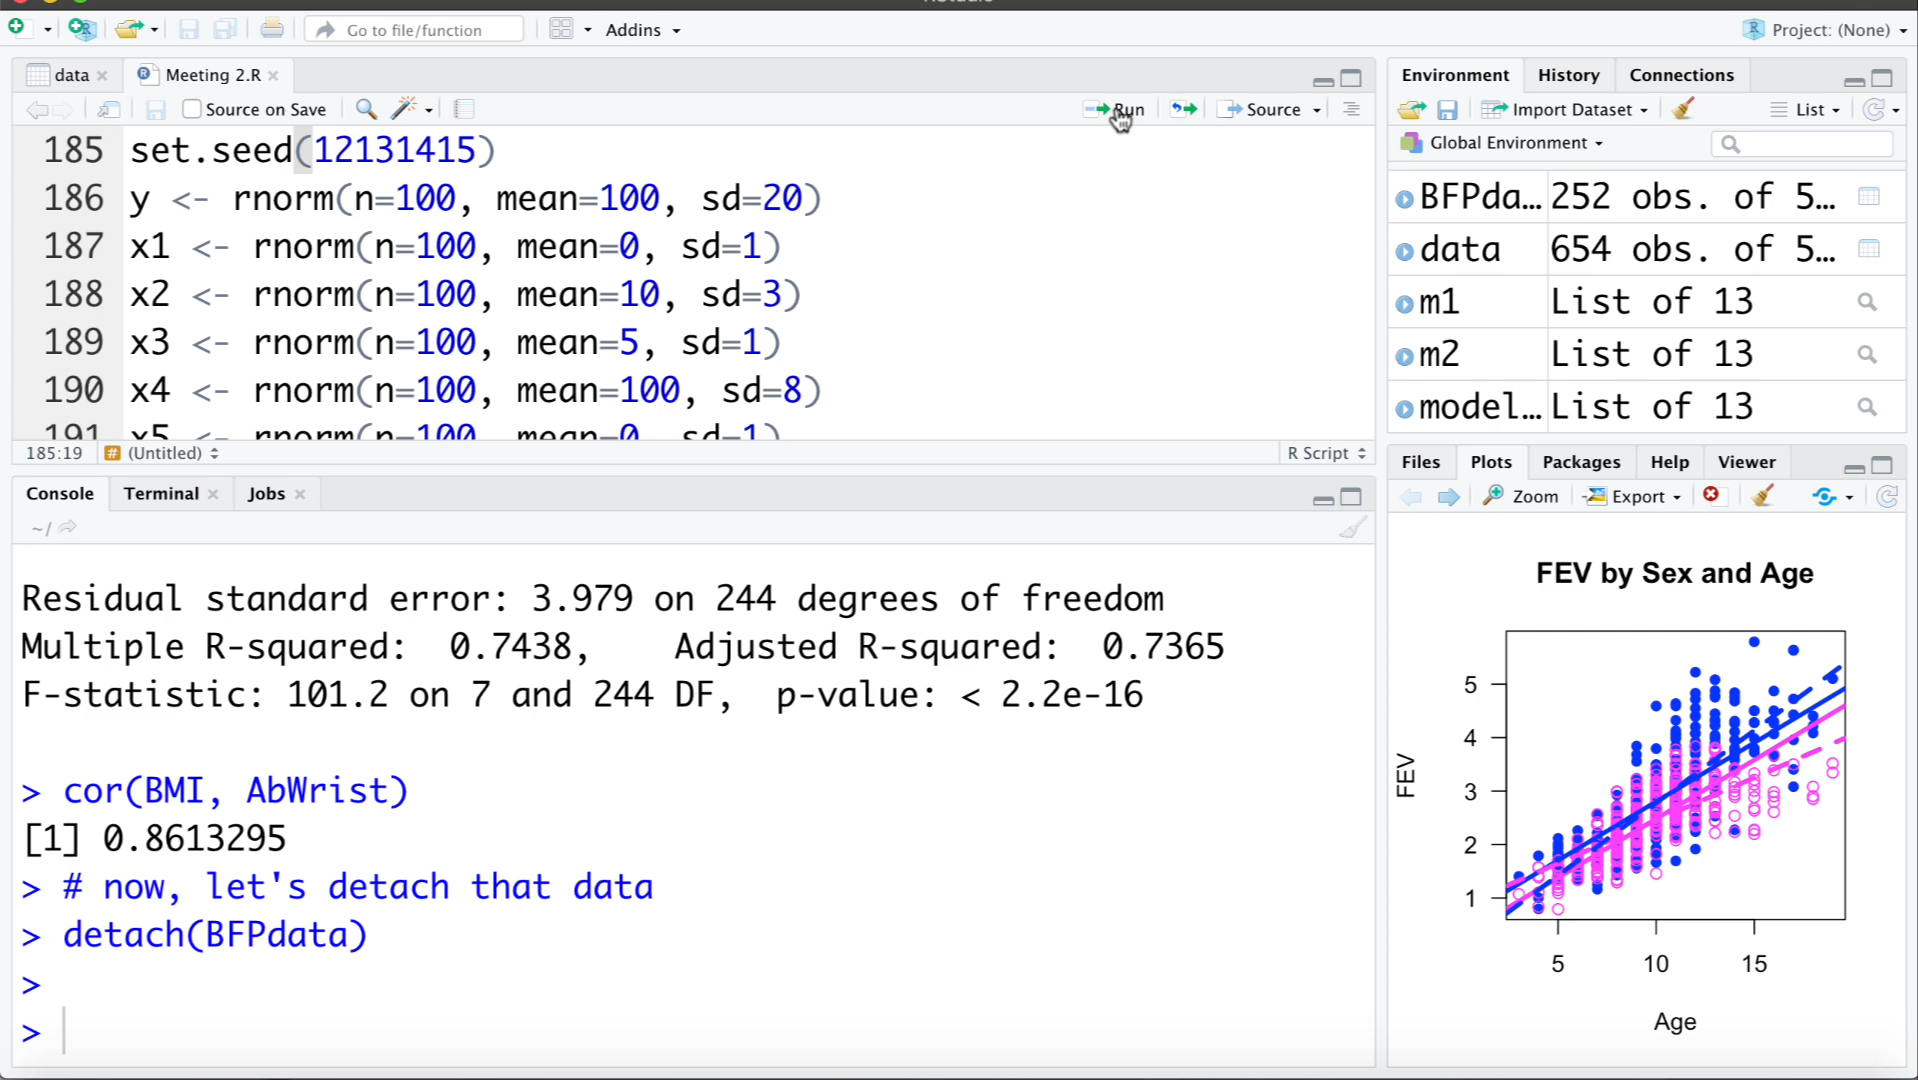 Go to file/function
Addins
Project: (None)
data
Meeting 2.R
Source on Save
Run
Source
185 set.seed(12131415)
186 y <- rnorm(n=100, mean=100, sd=20)
187 x1 <- rnorm(n=100, mean=0, sd=1)
188 x2 <- rnorm(n=100, mean=10, sd=3)
189 x3 <- rnorm(n=100, mean=5, sd=1)
190 x4 <- rnorm(n=100, mean=100, sd=8)
191 x5 <- rnorm(n=100, mean=0, sd=1)
185:19
(Untitled)
R Script
Console
Terminal
Jobs
~/
Residual standard error: 3.979 on 244 degrees of freedom
Multiple R-squared: 0.7438, Adjusted R-squared: 0.7365
F-statistic: 101.2 on 7 and 244 DF, p-value: < 2.2e-16
> cor(BMI, AbWrist)
[1] 0.8613295
> # now, let's detach that data
> detach(BFPdata)
>
>
Environment
History
Connections
Import Dataset
List
Global Environment
BFPda... 252 obs. of 5...
data 654 obs. of 5...
m1 List of 13
m2 List of 13
model... List of 13
Files
Plots
Packages
Help
Viewer
Zoom
Export
FEV by Sex and Age
FEV
5
4
3
2
1
5 10 15
Age